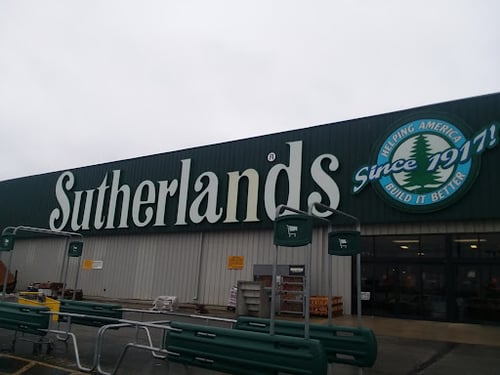 Sutherlands®
HELPING AMERICA
Since 1917!
BUILD IT BETTER